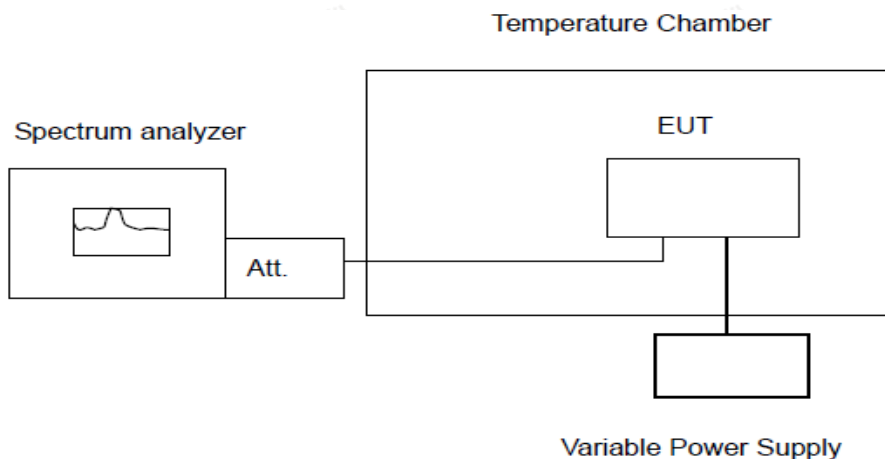 Temperature Chamber
Spectrum analyzer
EUT
Att.
Variable Power Supply